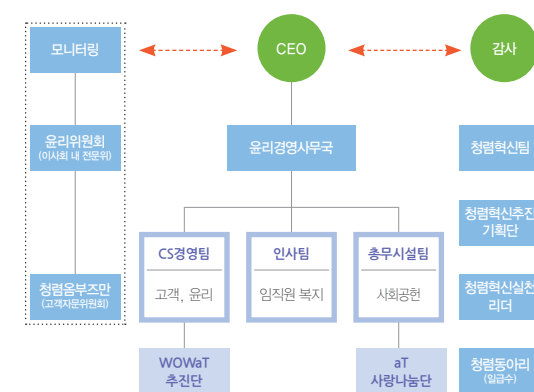 모니터링
CEO
감사
윤리위원회
(이사회 내 전문위)
윤리경영사무국
청렴혁신팀
청렴혁신추진
기획단
CS경영팀
고객, 윤리
인사팀
임직원 복지
총무시설팀
사회공헌
청렴옴부즈만
(고객자문위원회)
청렴혁신실천
리더
WOWaT
추진단
aT
사랑나눔단
청렴동아리
(일급수)